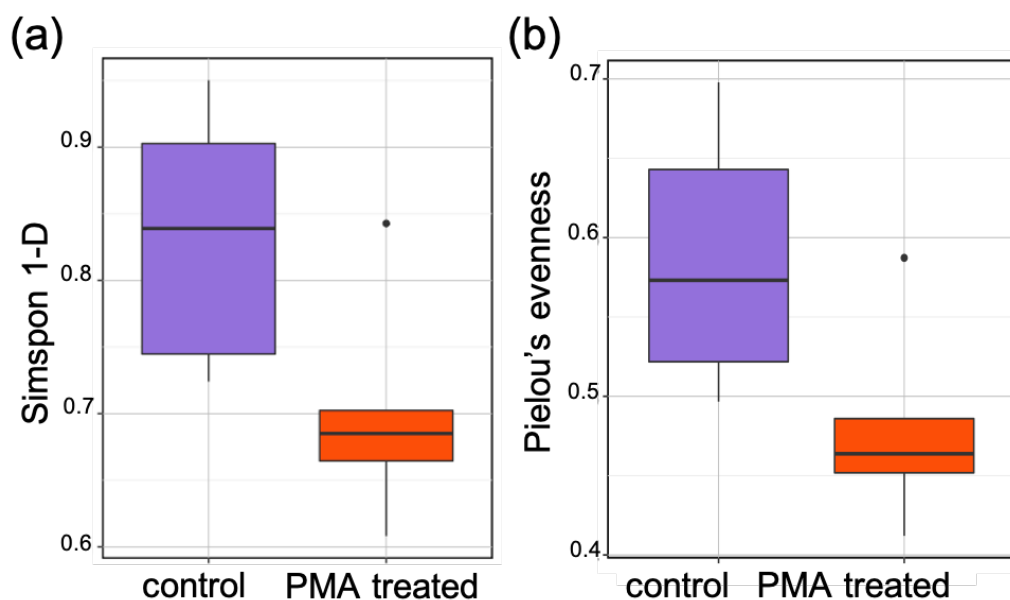 (a)
Simspon 1-D
0.9
0.8
0.7
0.6
control PMA treated
(b)
Pielou’s evenness
0.7
0.6
0.5
0.4
control PMA treated